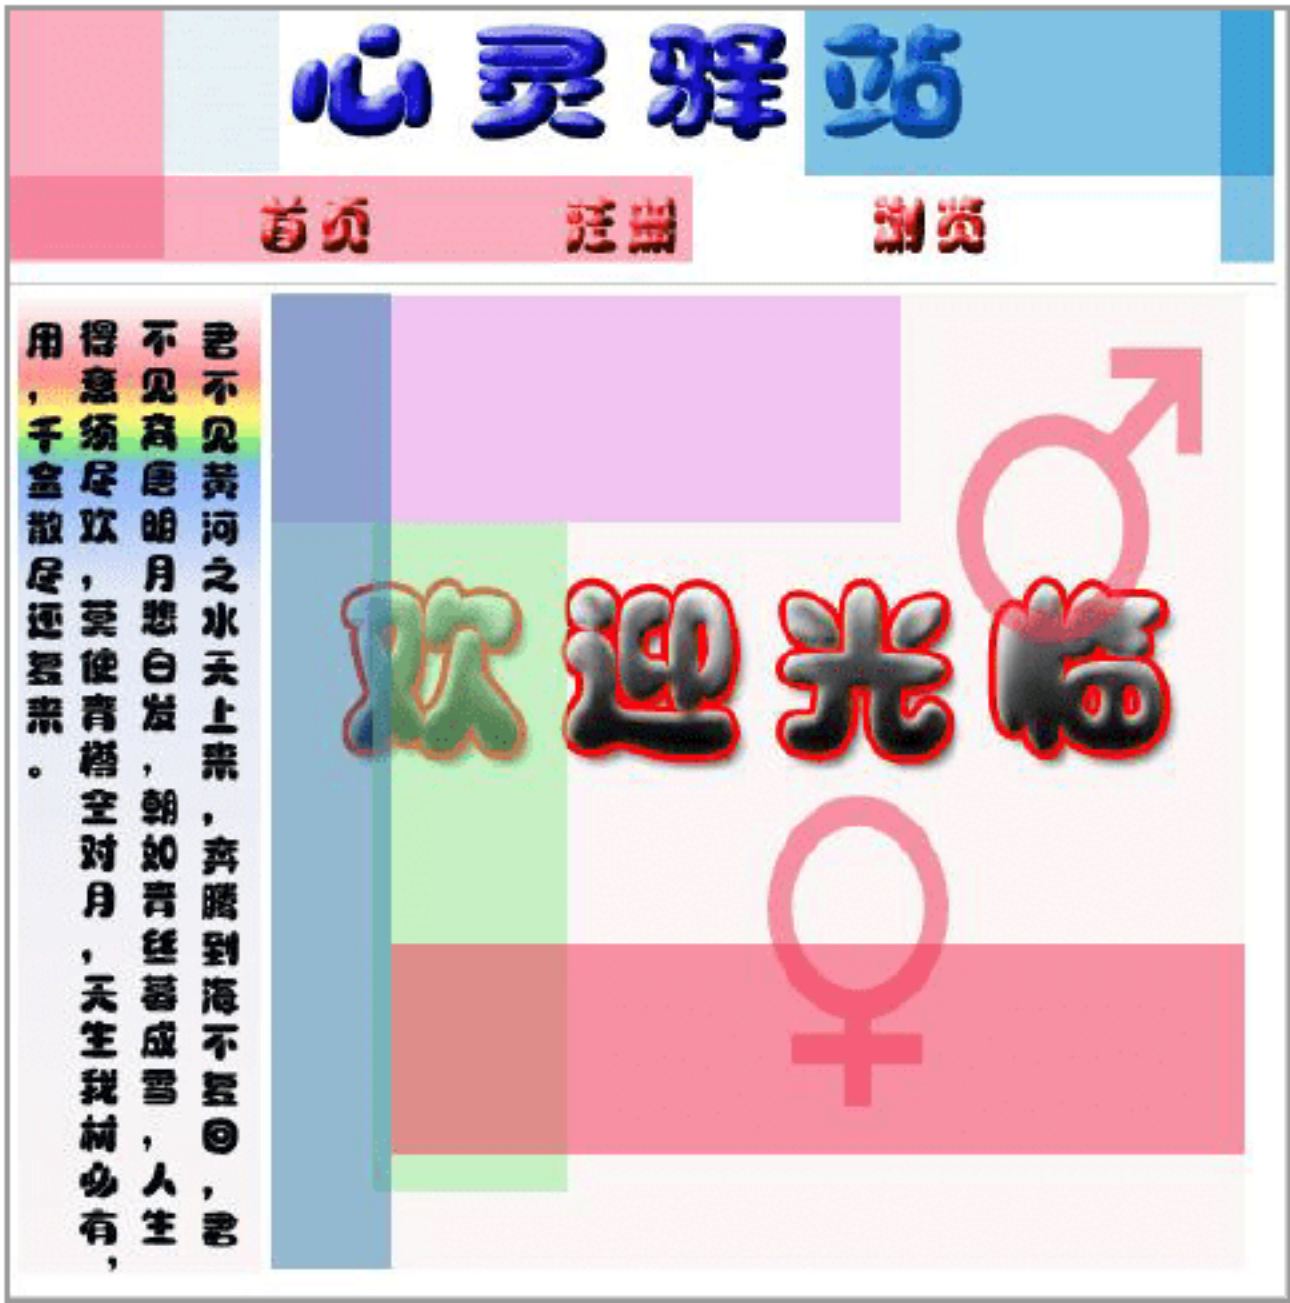 心灵驿站
首页 注册 浏览
君不见黄河之水天上来，奔腾到海不复回，君
不见高唐明月悲白发，朝如青丝暮成雪，人生
得意须尽欢，莫使青樽空对月，天生我材必有，
用，千金散尽还复来。
欢迎光临